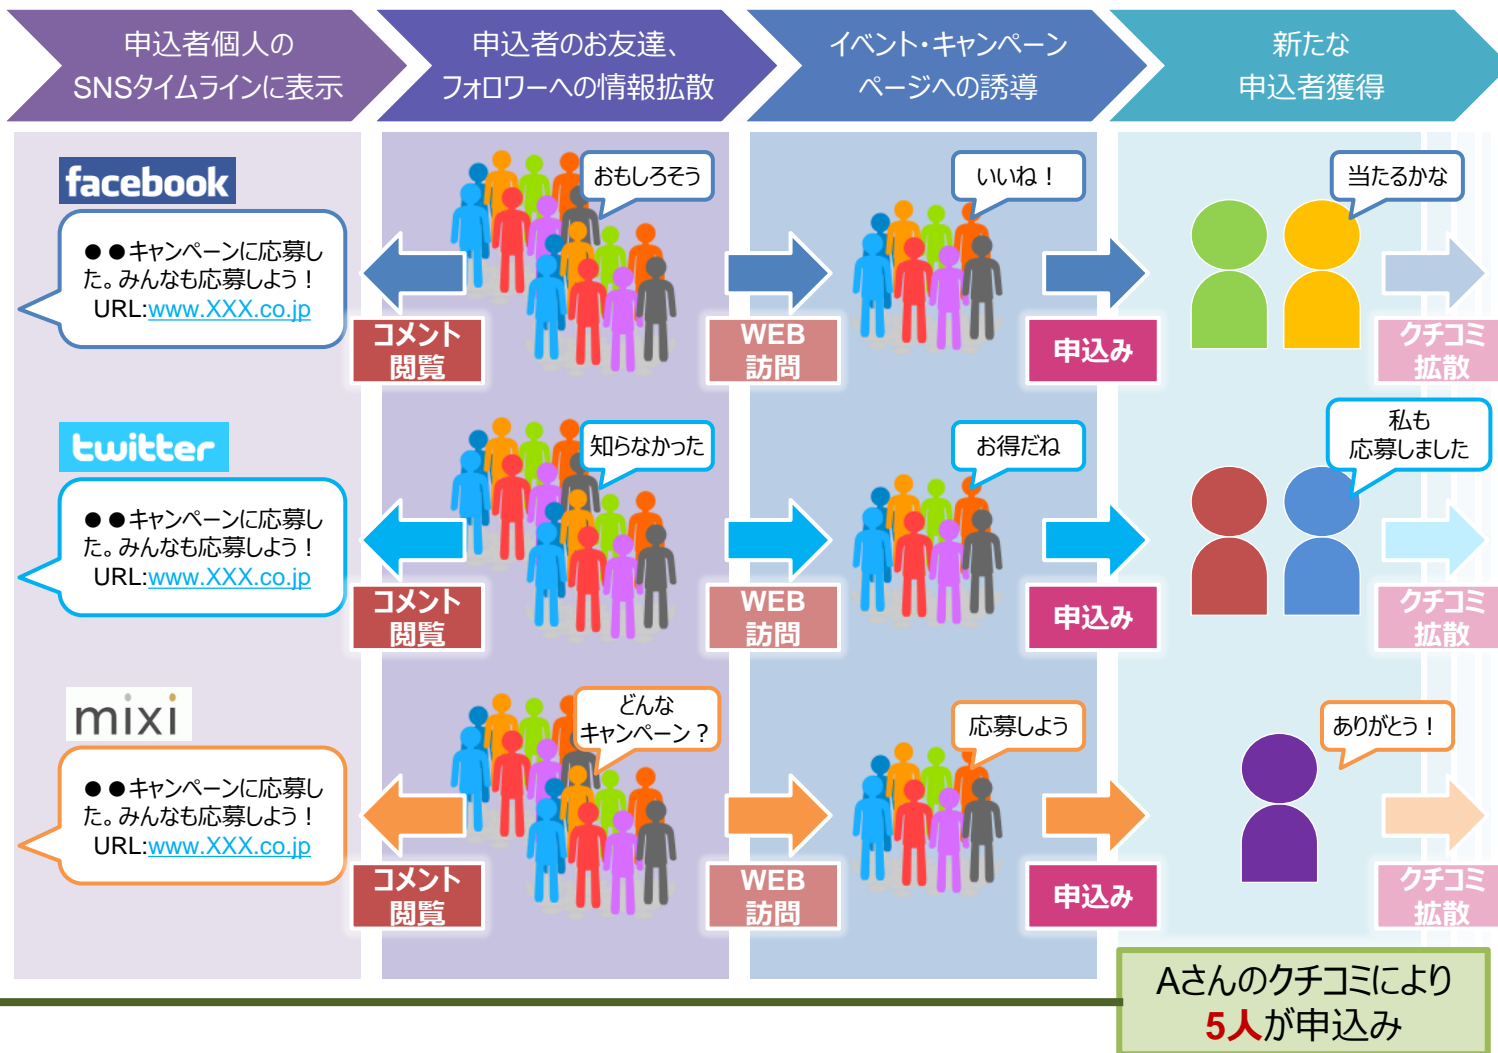 申込者個人の
SNSタイムラインに表示
申込者のお友達、
フォロワーへの情報拡散
イベント・キャンペーン
ページへの誘導
新たな
申込者獲得
facebook
●●キャンペーンに応募し
た。みんなも応募しよう！
URL:www.XXX.co.jp
コメント
閲覧
おもしろそう
WEB
訪問
いいね！
申込み
当たるかな
クチコミ
拡散
twitter
●●キャンペーンに応募し
た。みんなも応募しよう！
URL:www.XXX.co.jp
コメント
閲覧
知らなかった
WEB
訪問
お得だね
申込み
私も
応募しました
クチコミ
拡散
mixi
●●キャンペーンに応募し
た。みんなも応募しよう！
URL:www.XXX.co.jp
コメント
閲覧
どんな
キャンペーン？
WEB
訪問
応募しよう
申込み
ありがとう！
クチコミ
拡散
Aさんのクチコミにより
5人が申込み